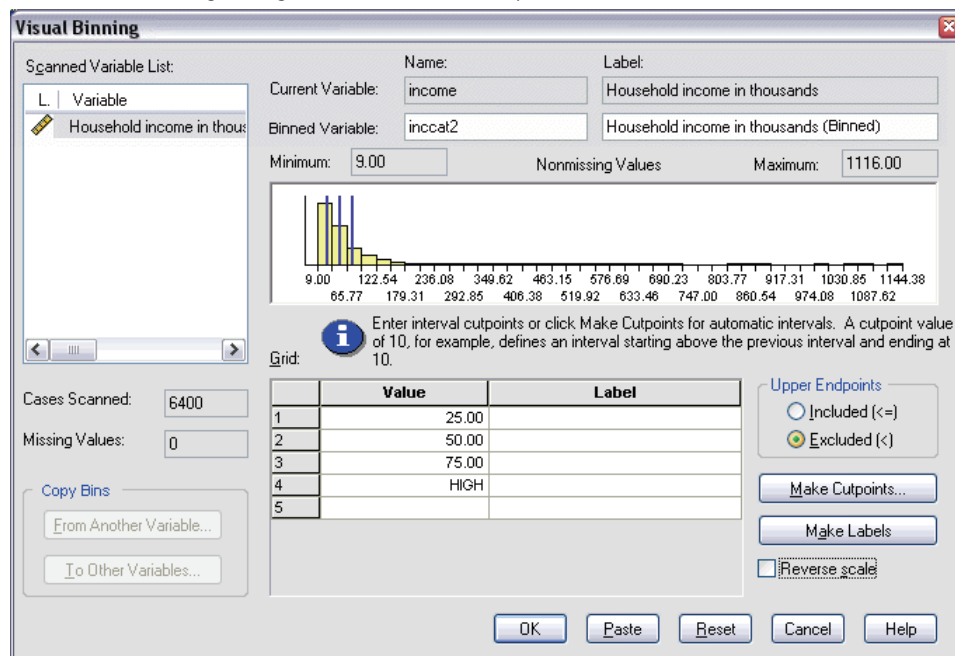 Visual Binning
Scanned Variable List:
L. Variable
Household income in thous
Name:
Label:
Current Variable:
income
Household income in thousands
Binned Variable:
inccat2
Household income in thousands (Binned)
Minimum:
9.00
Nonmissing Values
Maximum:
1116.00
9.00 122.54 236.08 349.62 463.15 576.69 690.23 803.77 917.31 1030.85 1144.38
65.77 179.31 292.85 406.38 519.92 633.46 747.00 860.54 974.08 1087.62
Enter interval cutpoints or click Make Cutpoints for automatic intervals. A cutpoint value
of 10, for example, defines an interval starting above the previous interval and ending at
10.
Grid:
Value Label
1 25.00
2 50.00
3 75.00
4 HIGH
5
Cases Scanned:
6400
Missing Values:
0
Copy Bins
From Another Variable...
To Other Variables...
Upper Endpoints
Included (<=)
Excluded (<)
Make Cutpoints...
Make Labels
Reverse scale
OK
Paste
Reset
Cancel
Help